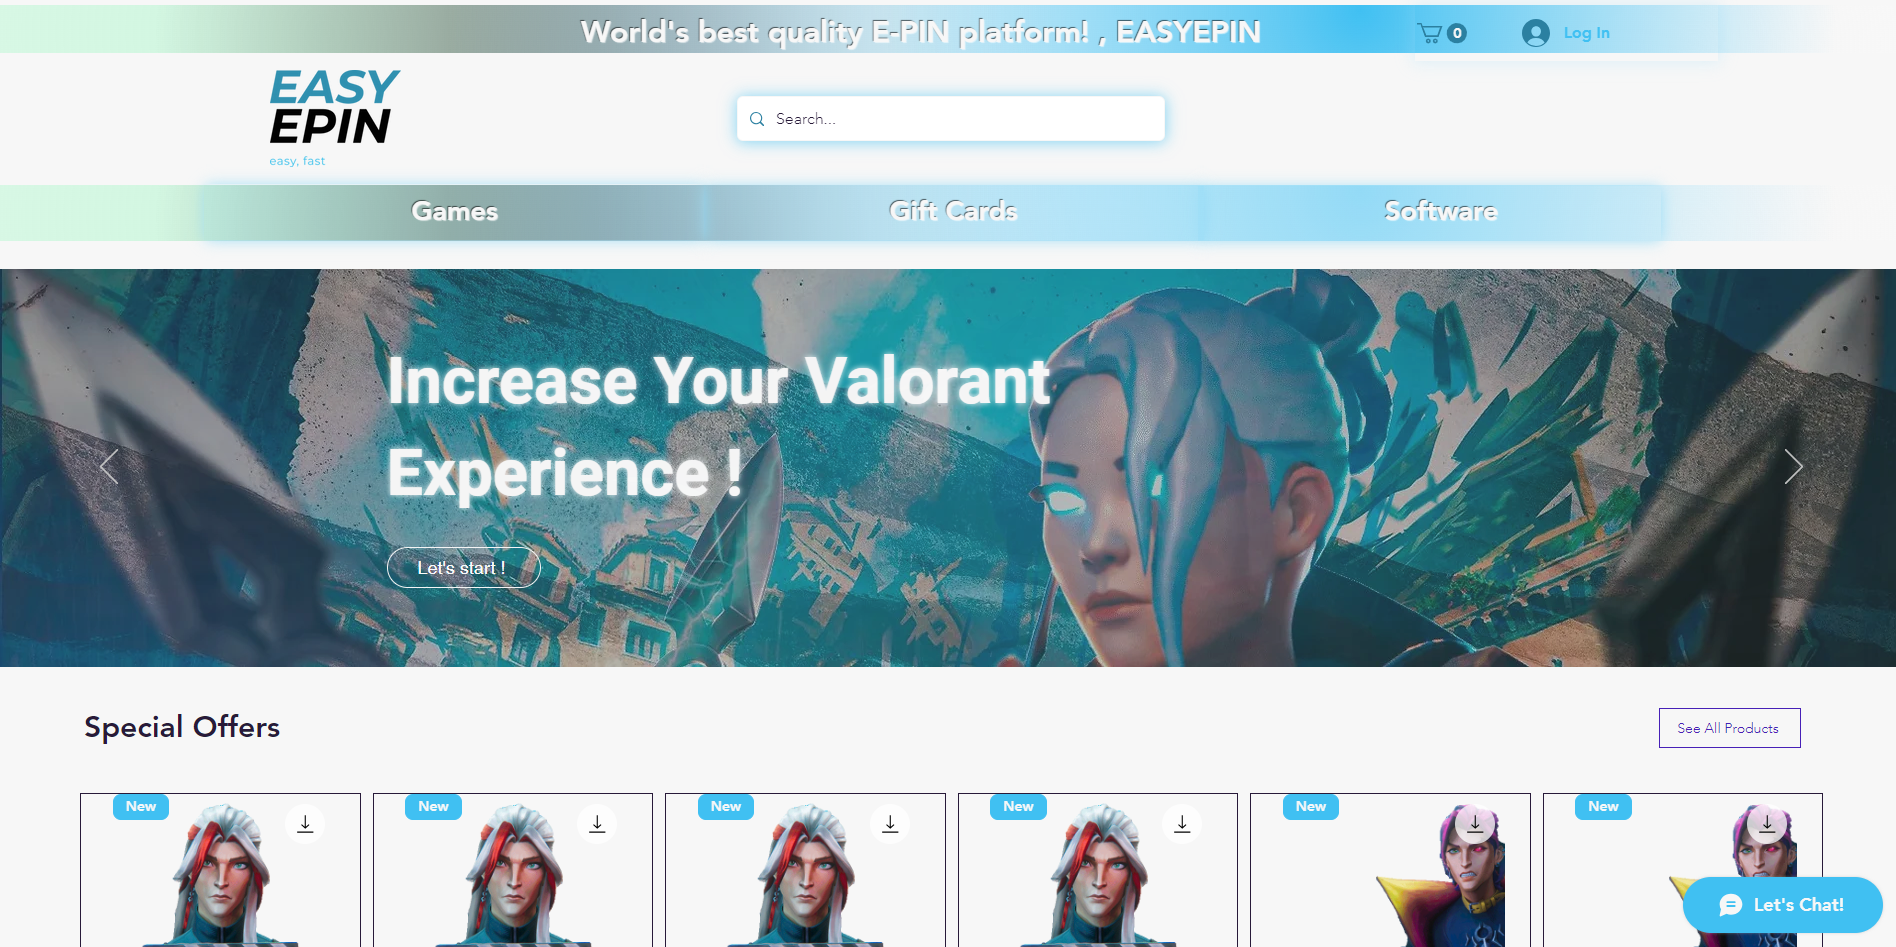 World's best quality E-PIN platform! , EASYEPIN
0
Log In
EASY
EPIN
easy, fast
Search...
Games
Gift Cards
Software
Increase Your Valorant
Experience !
Let's start !
Special Offers
See All Products
New
New
New
New
New
New
Let's Chat!